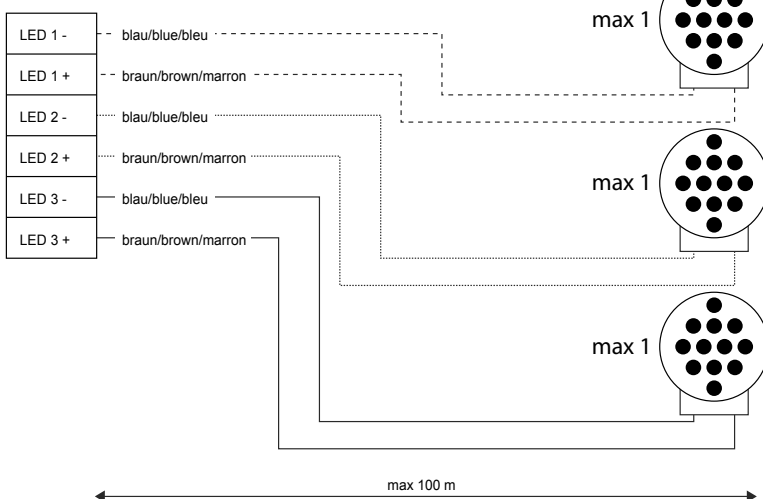 LED 1 - blau/blue/bleu max 1
LED 1 + braun/brown/marron
LED 2 - blau/blue/bleu
LED 2 + braun/brown/marron max 1
LED 3 - blau/blue/bleu
LED 3 + braun/brown/marron
max 1
max 100 m